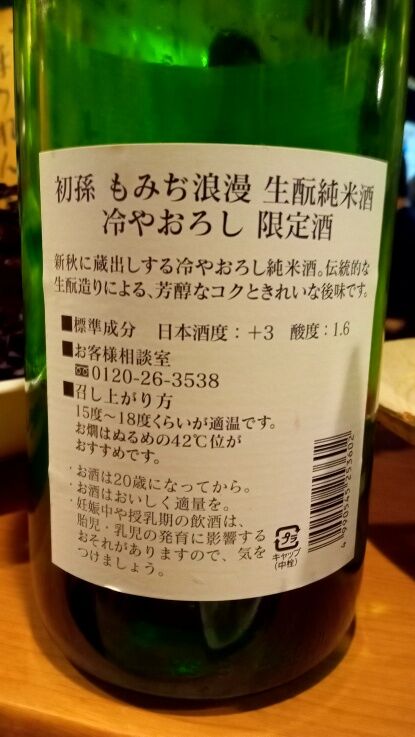 初孫 もみぢ浪漫 生酛純米酒
冷やおろし 限定酒
新秋に蔵出しする冷やおろし純米酒。伝統的な
生酛造りによる、芳醇なコクときれいな後味です。
■標準成分 日本酒度：＋3 酸度：1.6
■お客様相談室
☎0120-26-3538
■召し上がり方
15度〜18度くらいが適温です。
お燗はぬるめの42℃位が
おすすめです。
・お酒は20歳になってから。
・お酒はおいしく適量を。
・妊娠中や授乳期の飲酒は、
胎児・乳児の発育に影響する
おそれがありますので、気を
つけましょう。
プラ
キャップ
(中栓)
4 990545 253602